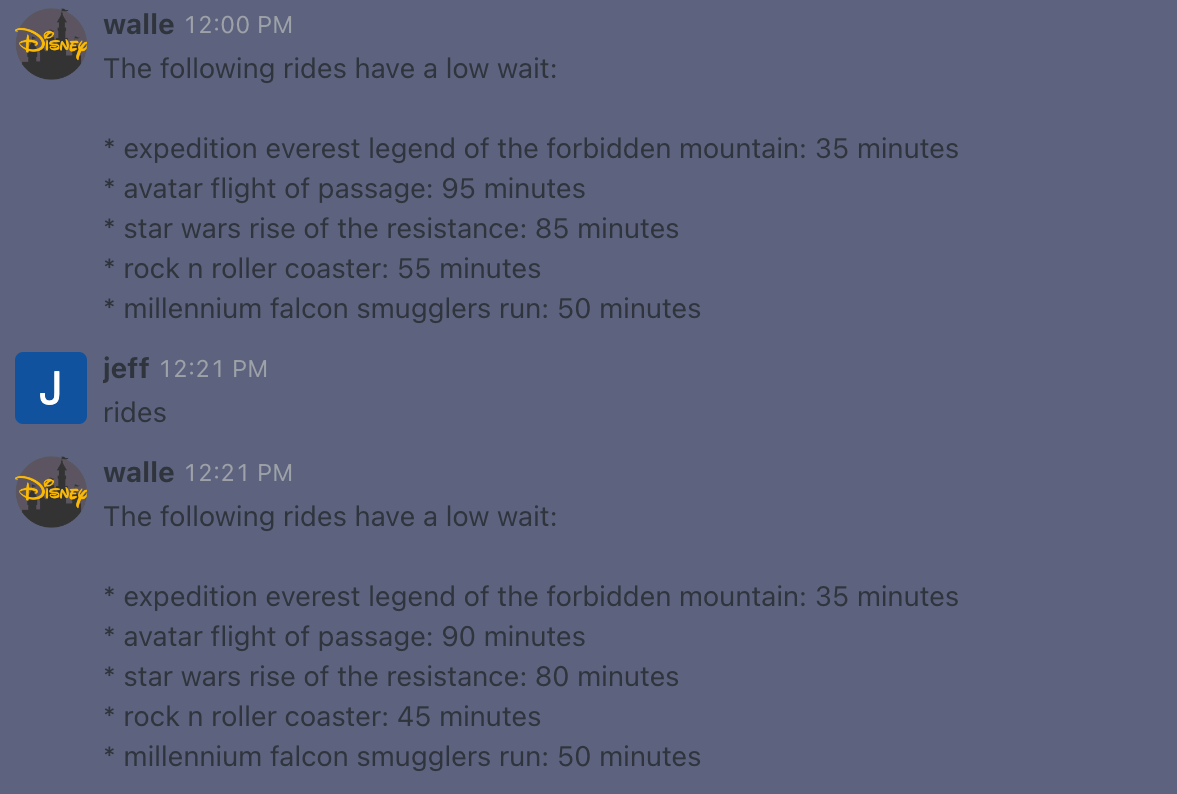 Disney
walle 12:00 PM
The following rides have a low wait:
* expedition everest legend of the forbidden mountain: 35 minutes
* avatar flight of passage: 95 minutes
* star wars rise of the resistance: 85 minutes
* rock n roller coaster: 55 minutes
* millennium falcon smugglers run: 50 minutes
J
jeff 12:21 PM
rides
Disney
walle 12:21 PM
The following rides have a low wait:
* expedition everest legend of the forbidden mountain: 35 minutes
* avatar flight of passage: 90 minutes
* star wars rise of the resistance: 80 minutes
* rock n roller coaster: 45 minutes
* millennium falcon smugglers run: 50 minutes